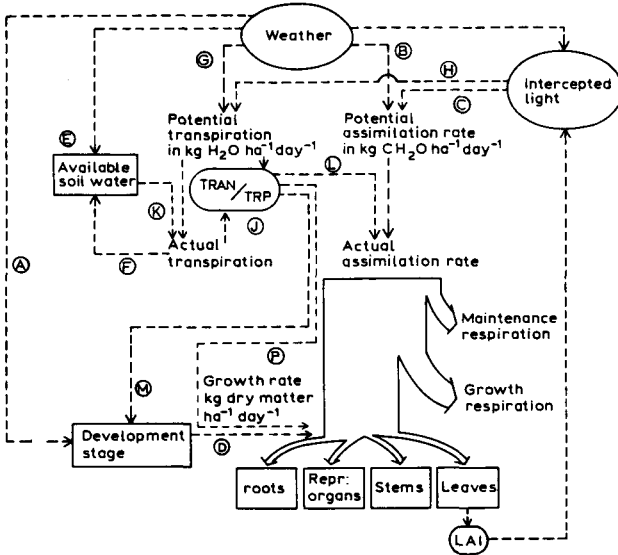 Weather
G
B
H
Intercepted
light
C
Potential
transpiration
in kg H₂O ha⁻¹ day⁻¹
Potential
assimilation rate
in kg CH₂O ha⁻¹ day⁻¹
E
Available
soil water
L
TRAN/TRP
K
J
Actual
transpiration
Actual
assimilation rate
F
A
Maintenance
respiration
P
M
Growth rate
kg dry matter
ha⁻¹ day⁻¹
Growth
respiration
Development
stage
D
roots
Repr:
organs
Stems
Leaves
LAI